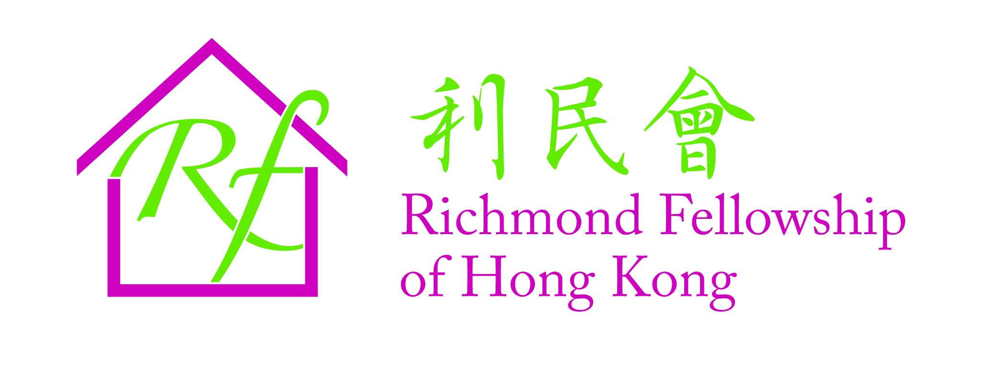 Rf
利民會
Richmond Fellowship
of Hong Kong